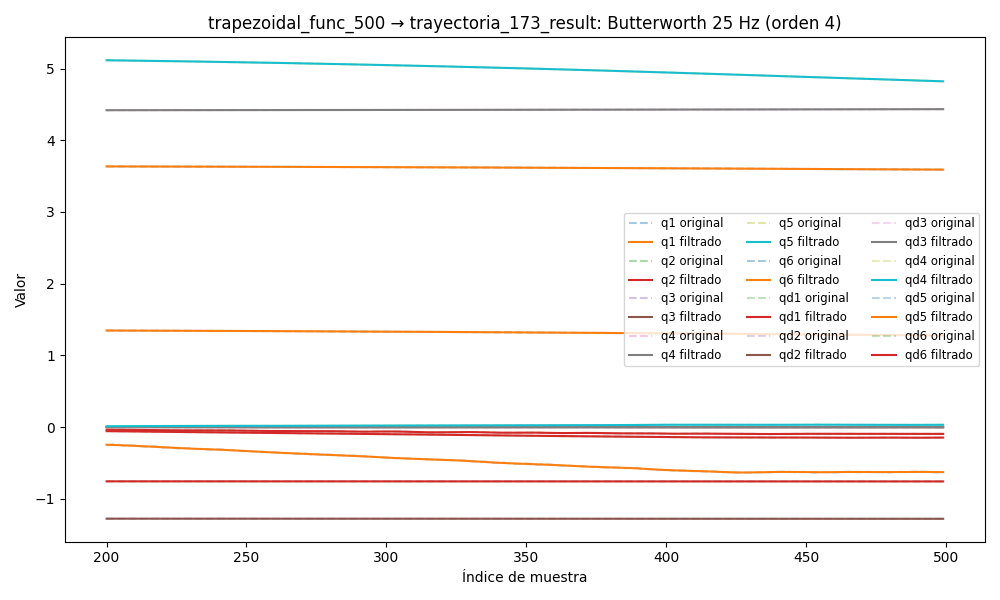 trapezoidal_func_500 → trayectoria_173_result: Butterworth 25 Hz (orden 4)
Valor
5
4
3
2
1
0
−1
q1 original
q1 filtrado
q2 original
q2 filtrado
q3 original
q3 filtrado
q4 original
q4 filtrado
q5 original
q5 filtrado
q6 original
q6 filtrado
qd1 original
qd1 filtrado
qd2 original
qd2 filtrado
qd3 original
qd3 filtrado
qd4 original
qd4 filtrado
qd5 original
qd5 filtrado
qd6 original
qd6 filtrado
200 250 300 350 400 450 500
Índice de muestra